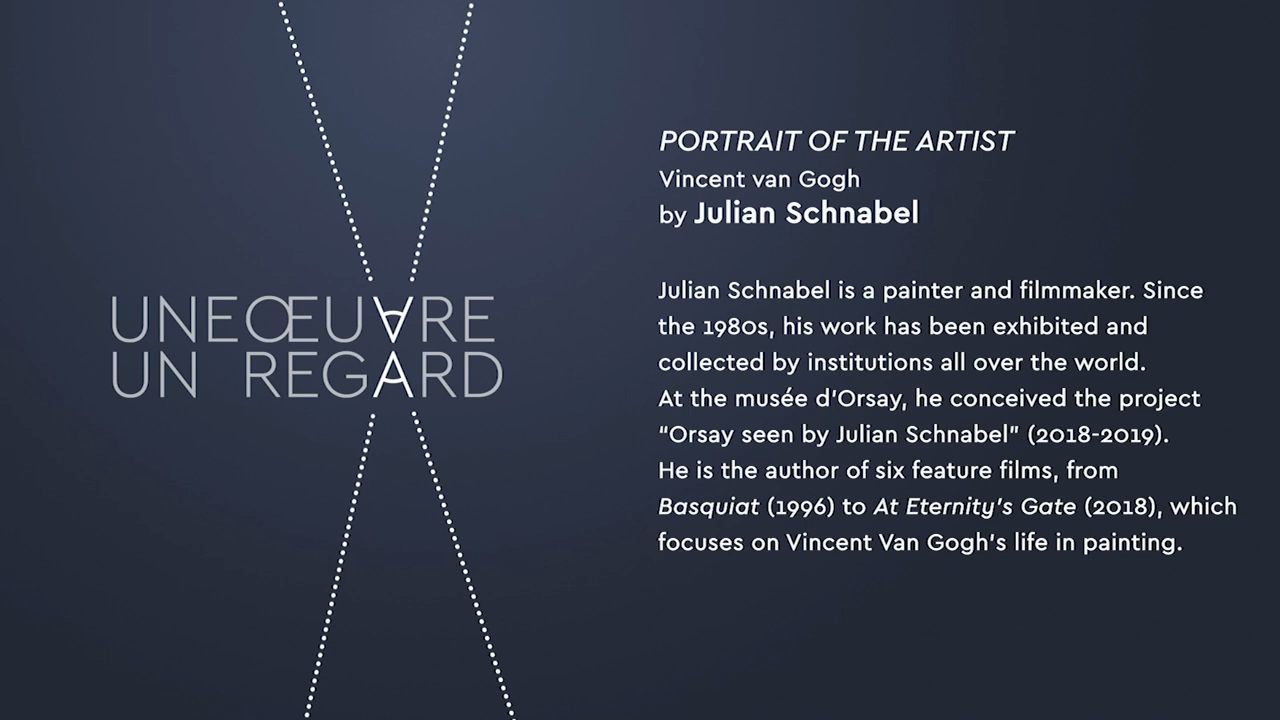 UNE ŒUVRE
UN REGARD
PORTRAIT OF THE ARTIST
Vincent van Gogh
by Julian Schnabel
Julian Schnabel is a painter and filmmaker. Since
the 1980s, his work has been exhibited and
collected by institutions all over the world.
At the musée d’Orsay, he conceived the project
“Orsay seen by Julian Schnabel” (2018-2019).
He is the author of six feature films, from
Basquiat (1996) to At Eternity’s Gate (2018), which
focuses on Vincent Van Gogh’s life in painting.